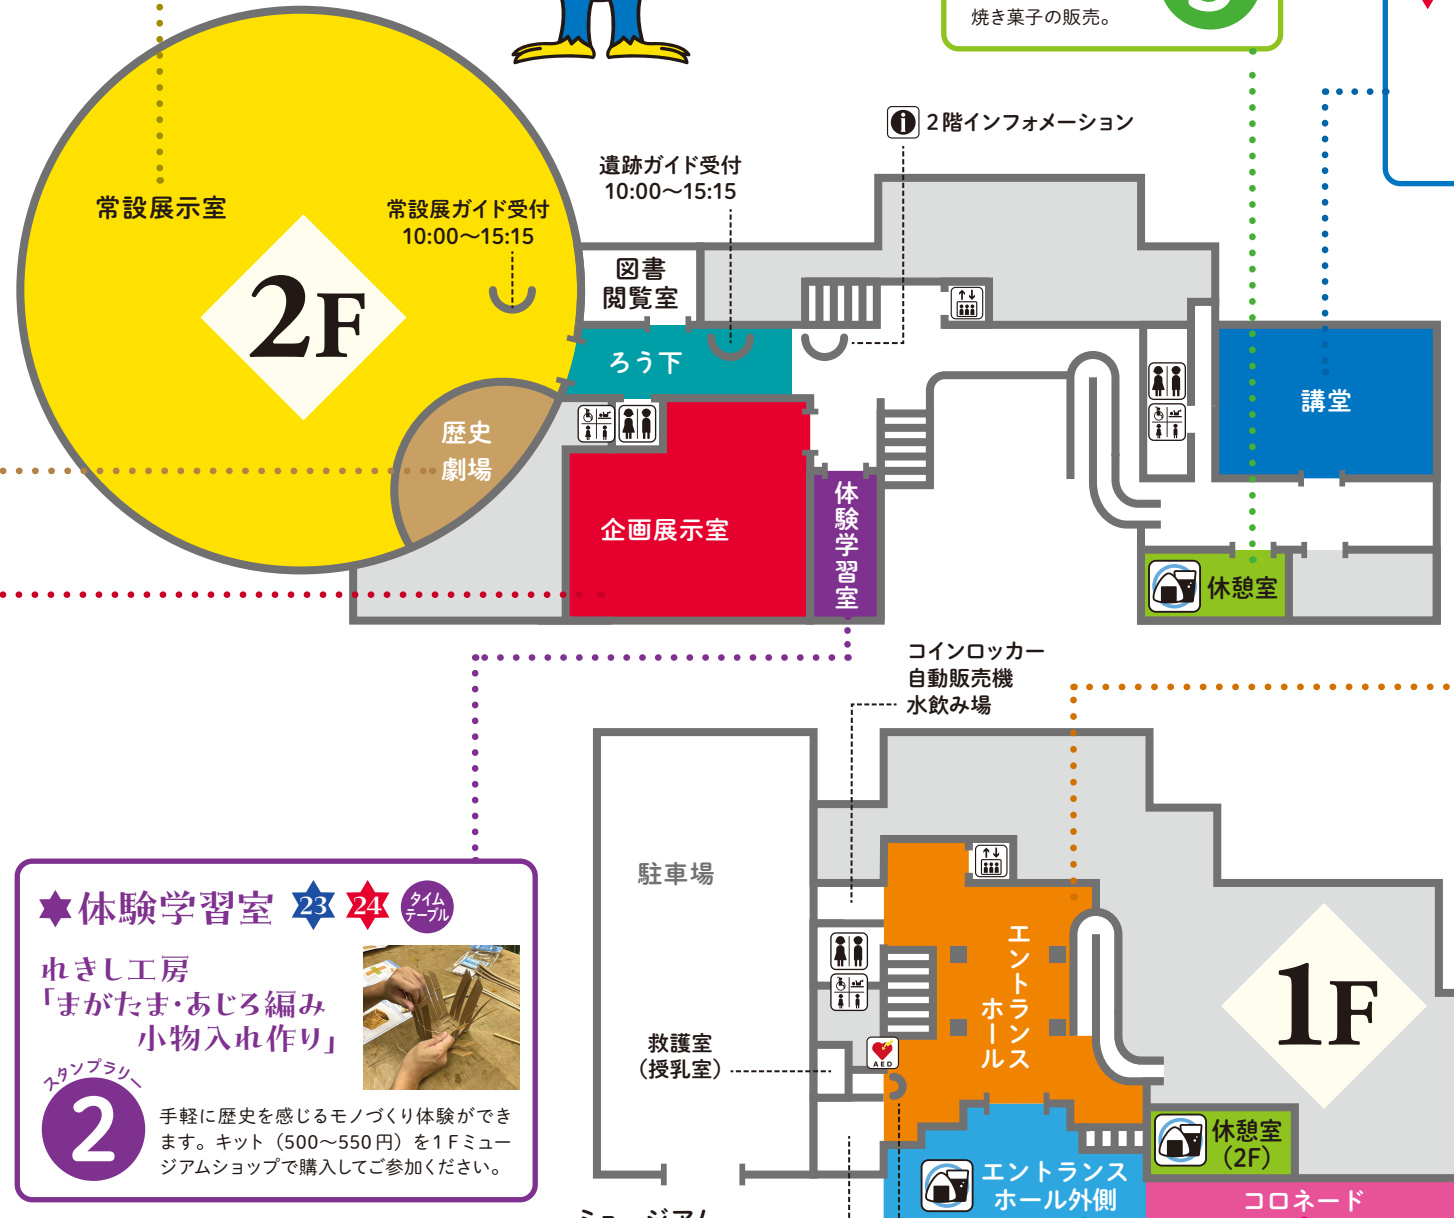 焼き菓子の販売。
2階インフォメーション
遺跡ガイド受付
10:00〜15:15
常設展示室
常設展ガイド受付
10:00〜15:15
2F
図書
閲覧室
ろう下
講堂
歴史
劇場
企画展示室
体験学習室
休憩室
コインロッカー
自動販売機
水飲み場
駐車場
エントランス
ホール
1F
救護室
（授乳室）
AED
休憩室
（2F）
エントランス
ホール外側
コロネード
体験学習室 23 24 タイム
テーブル
れきし工房
「まがたま・あじろ編み
小物入れ作り」
スタンプラリー
2
手軽に歴史を感じるモノづくり体験ができ
ます。キット（500〜550円）を1Fミュー
ジアムショップで購入してご参加ください。
ミュージアム